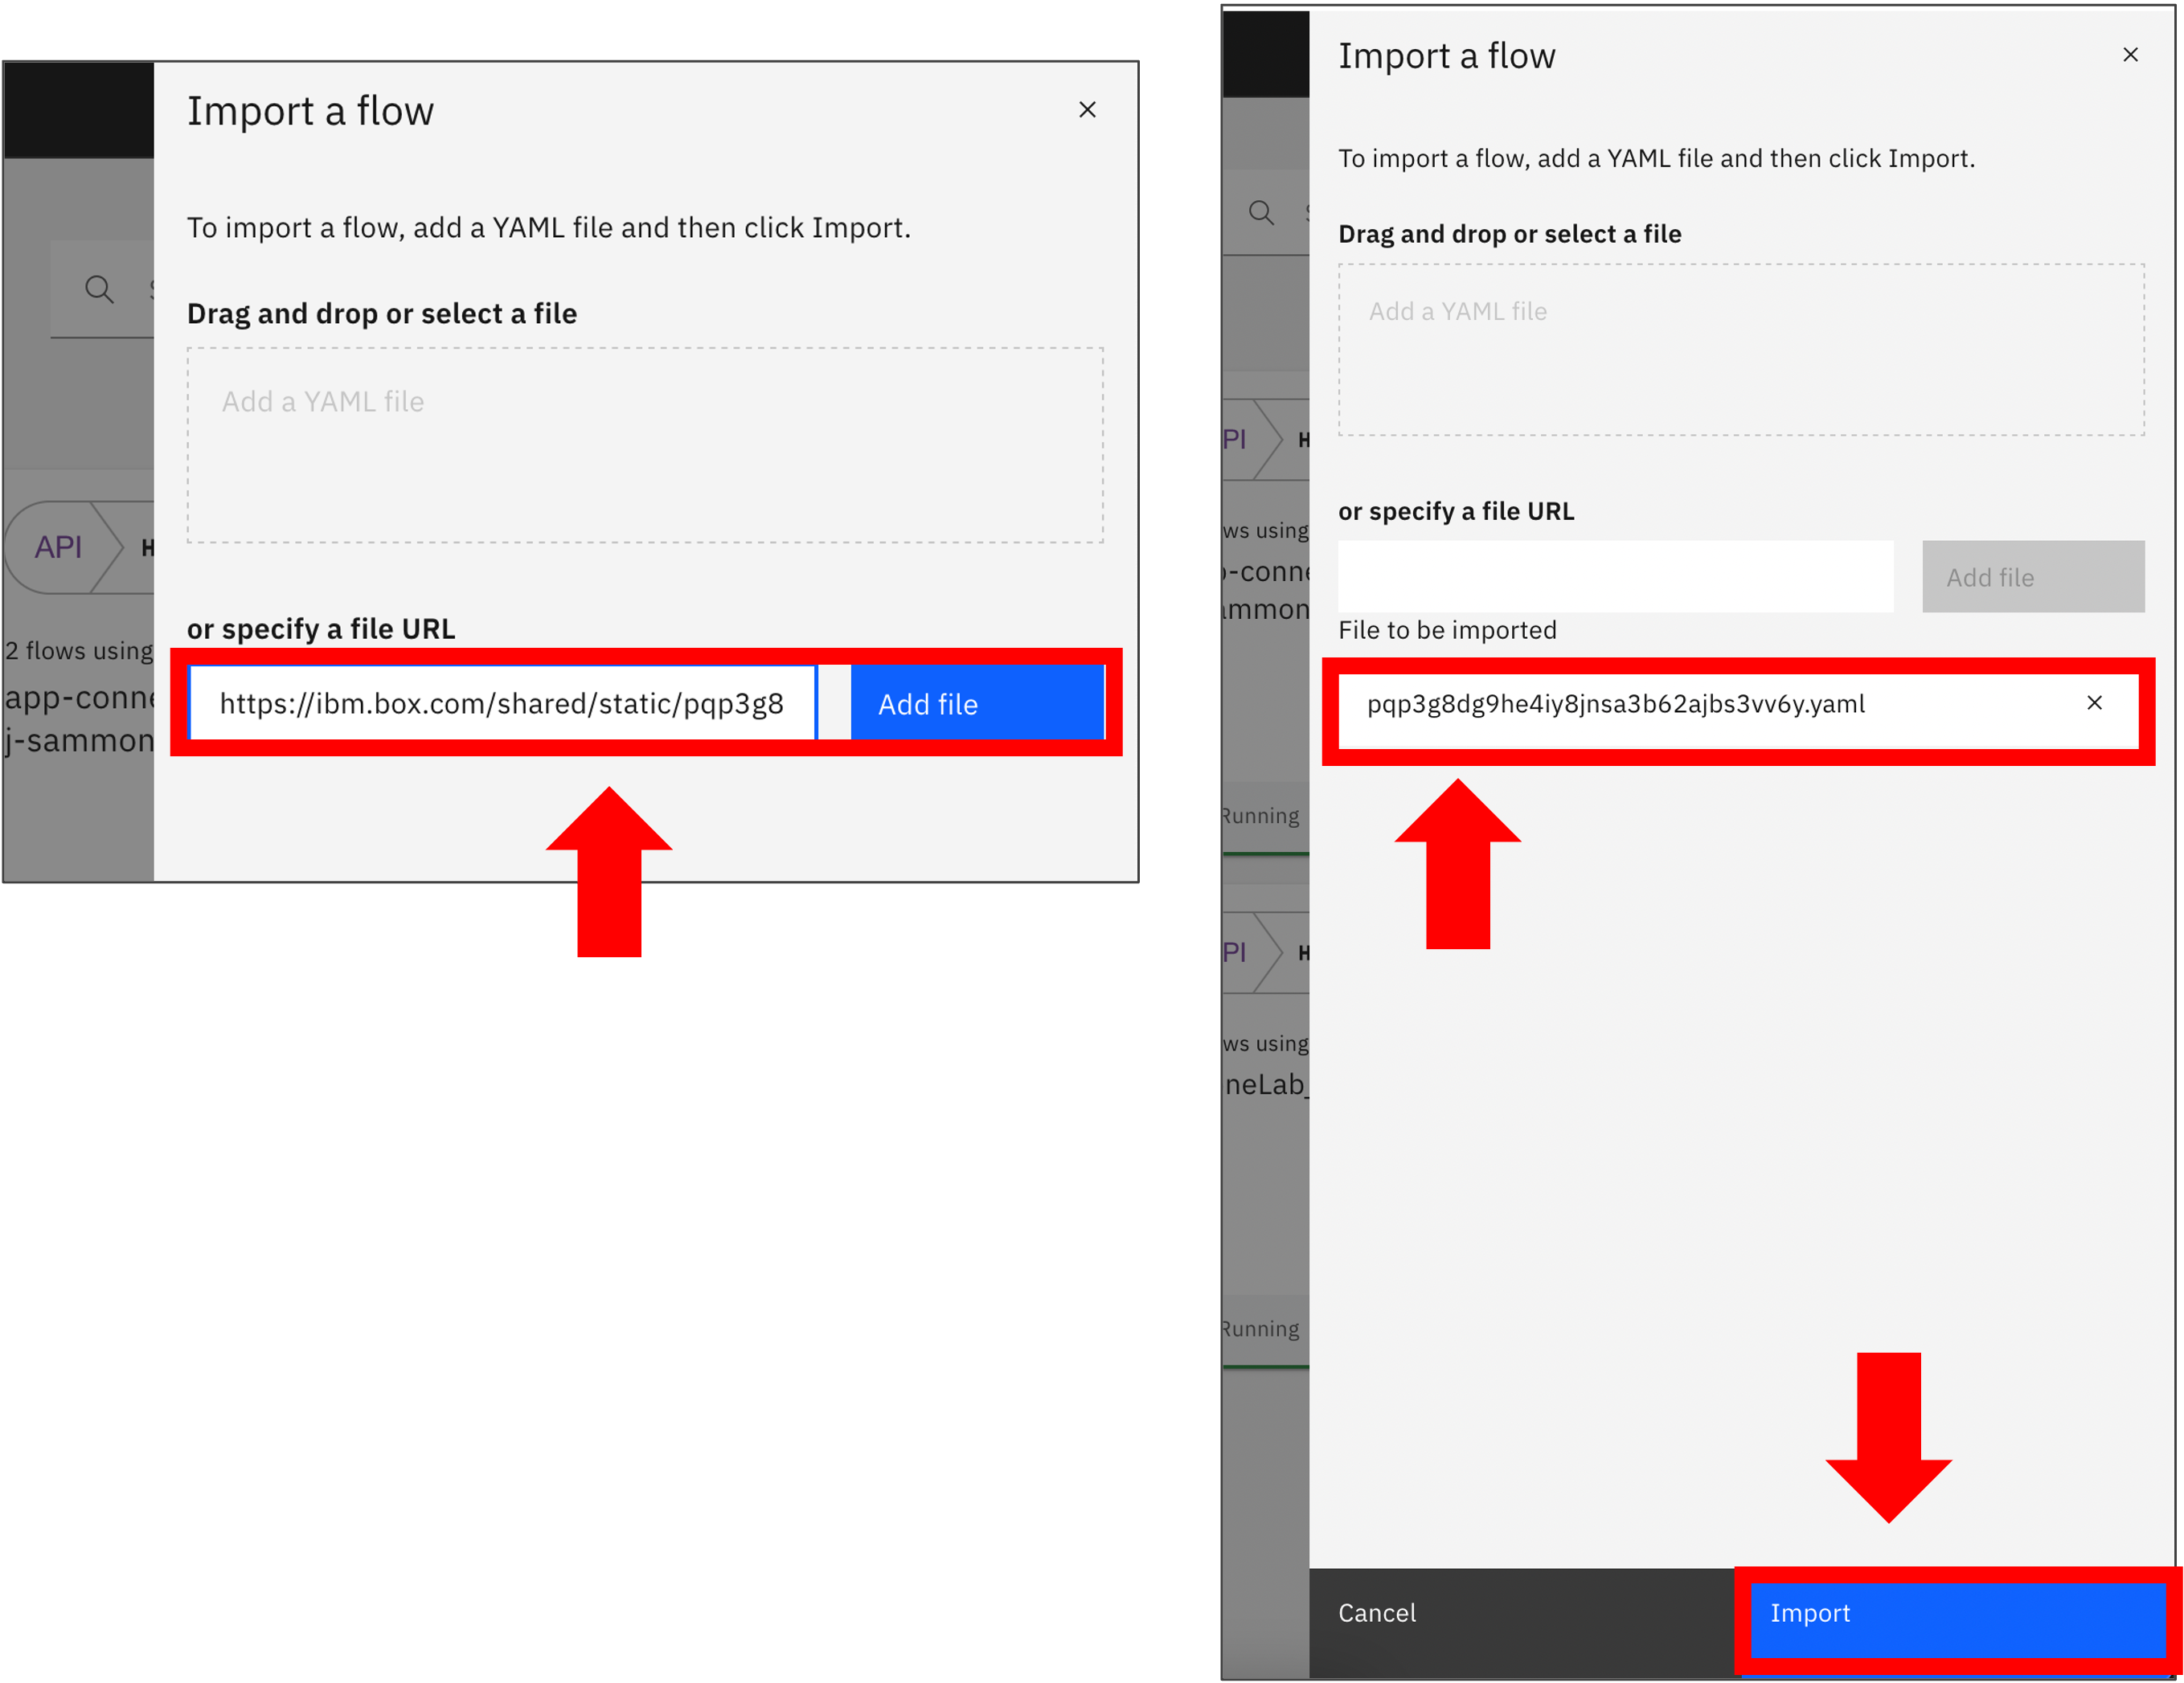 Import a flow
To import a flow, add a YAML file and then click Import.
Drag and drop or select a file
Add a YAML file
API
H
or specify a file URL
2 flows using
https://ibm.box.com/shared/static/pqp3g8
Add file
app-conne
j-sammon
Import a flow
To import a flow, add a YAML file and then click Import.
Drag and drop or select a file
Add a YAML file
PI
H
or specify a file URL
ws using
-conne
Add file
ammon
File to be imported
pqp3g8dg9he4iy8jnsa3b62ajbs3vv6y.yaml
Running
PI
H
ws using
neLab_
Running
Cancel
Import